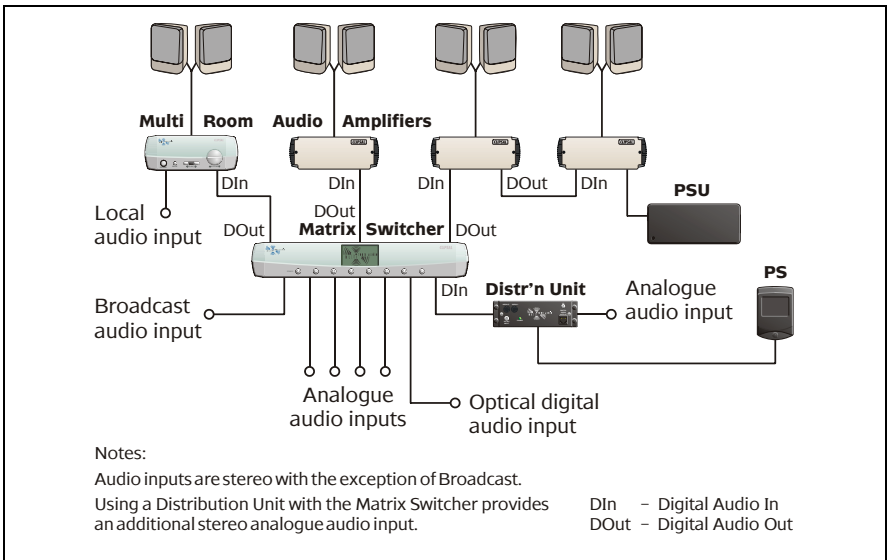 Multi Room Audio Amplifiers
CLIPSAL CLIPSAL CLIPSAL
DIn DIn DIn DOut DIn
PSU
Local
audio input
DOut DOut DOut
Matrix Switcher
DIn
Distr'n Unit
Analogue
audio input
PS
Broadcast
audio input
Analogue
audio inputs
Optical digital
audio input
Notes:
Audio inputs are stereo with the exception of Broadcast.
Using a Distribution Unit with the Matrix Switcher provides
an additional stereo analogue audio input.
DIn – Digital Audio In
DOut – Digital Audio Out